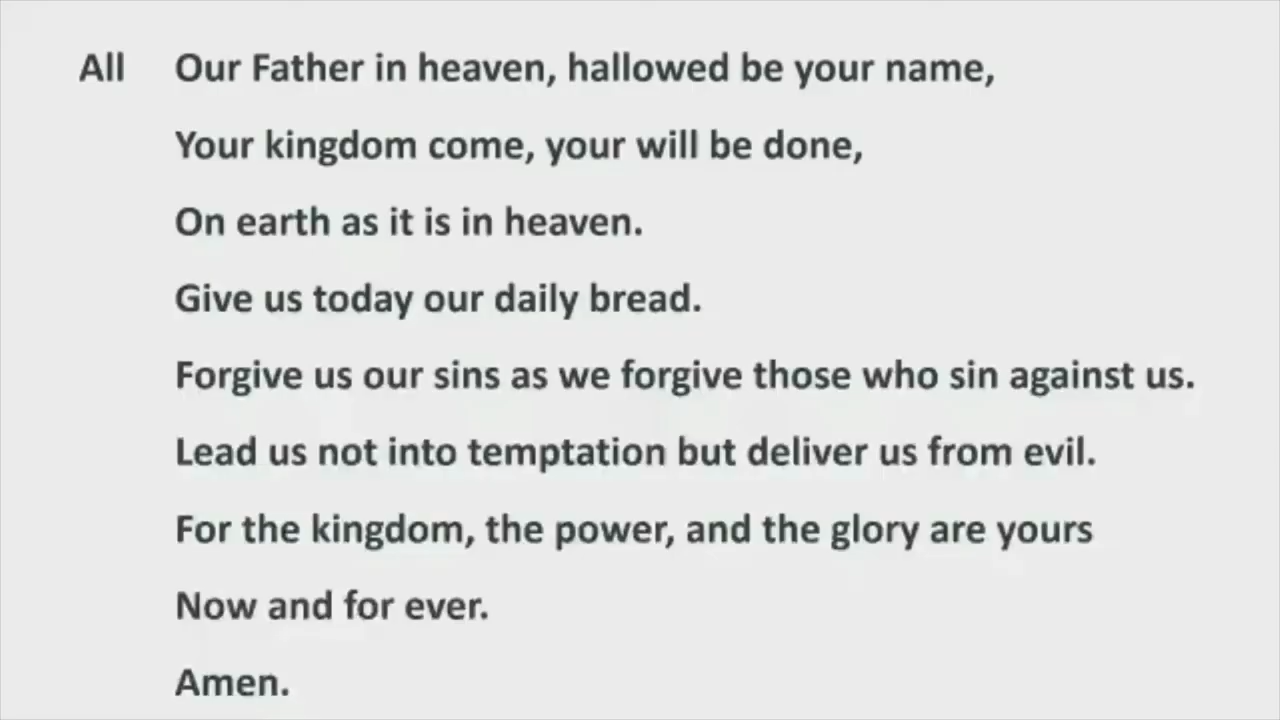 All Our Father in heaven, hallowed be your name,
Your kingdom come, your will be done,
On earth as it is in heaven.
Give us today our daily bread.
Forgive us our sins as we forgive those who sin against us.
Lead us not into temptation but deliver us from evil.
For the kingdom, the power, and the glory are yours
Now and for ever.
Amen.